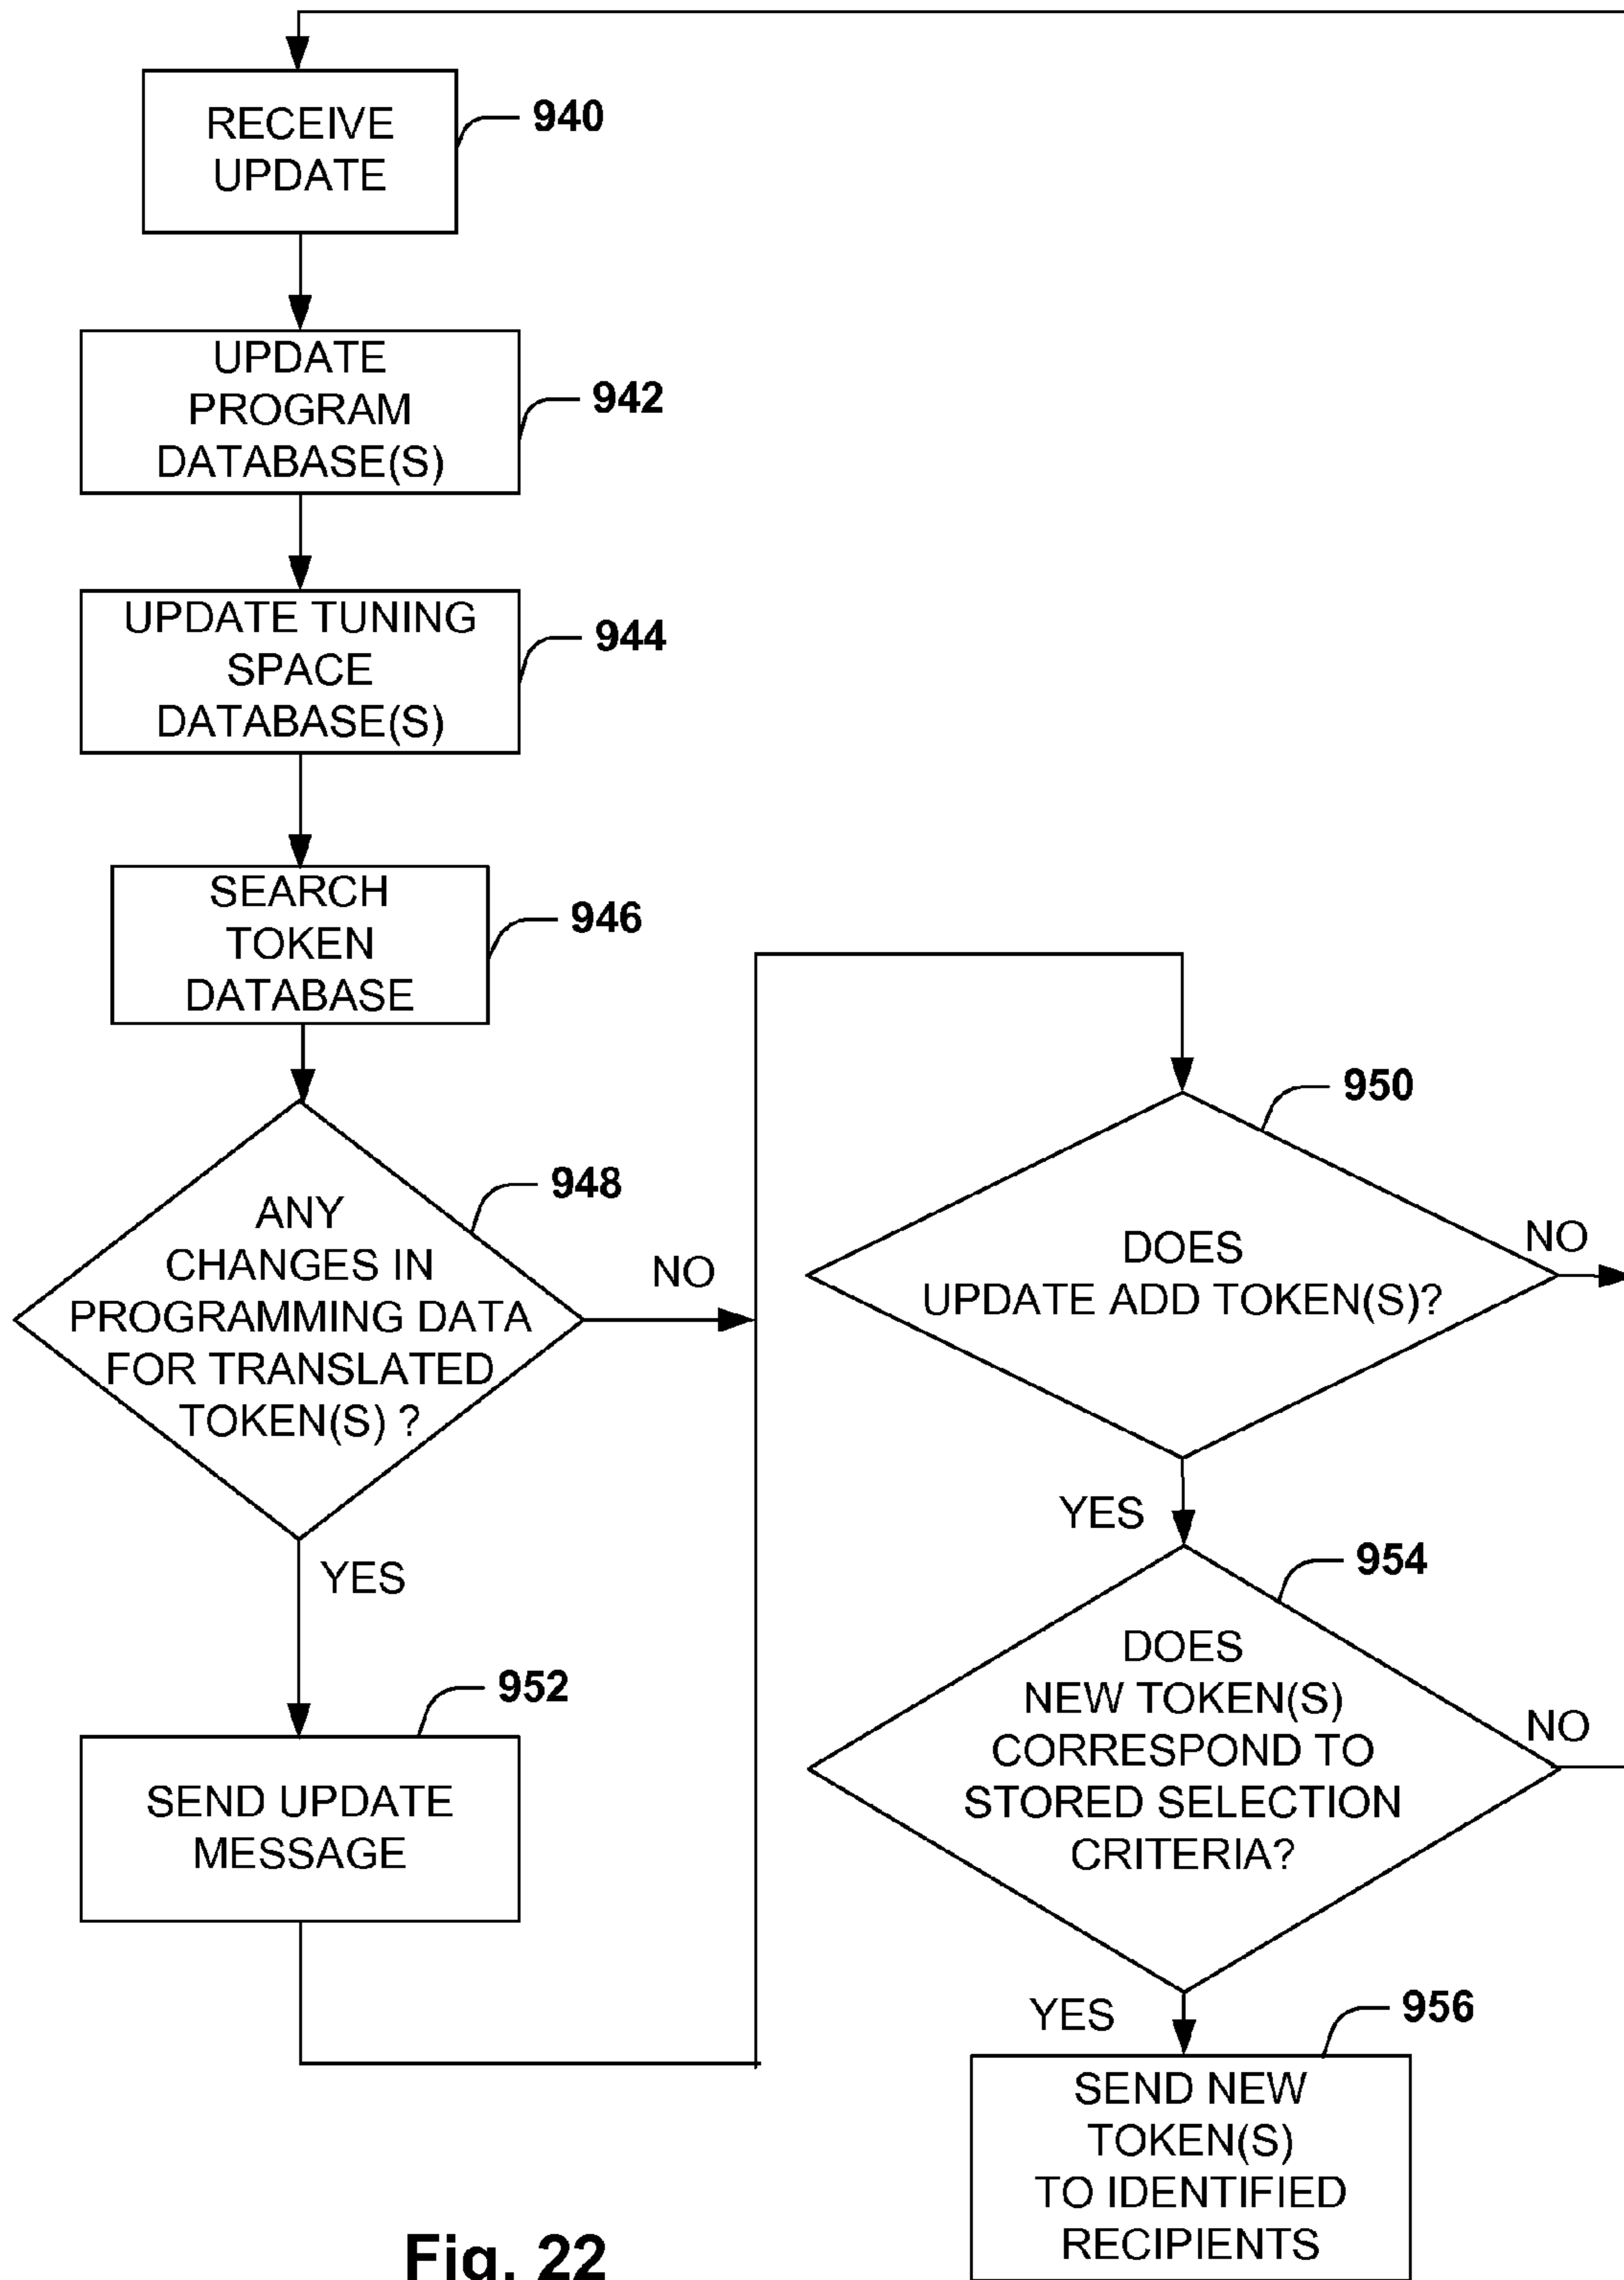 RECEIVE
UPDATE
940
UPDATE
PROGRAM
DATABASE(S)
942
UPDATE TUNING
SPACE
DATABASE(S)
944
SEARCH
TOKEN
DATABASE
946
ANY
CHANGES IN
PROGRAMMING DATA
FOR TRANSLATED
TOKEN(S) ?
948
NO
YES
SEND UPDATE
MESSAGE
952
DOES
UPDATE ADD TOKEN(S)?
950
NO
YES
DOES
NEW TOKEN(S)
CORRESPOND TO
STORED SELECTION
CRITERIA?
954
NO
YES
SEND NEW
TOKEN(S)
TO IDENTIFIED
RECIPIENTS
956
Fig. 22